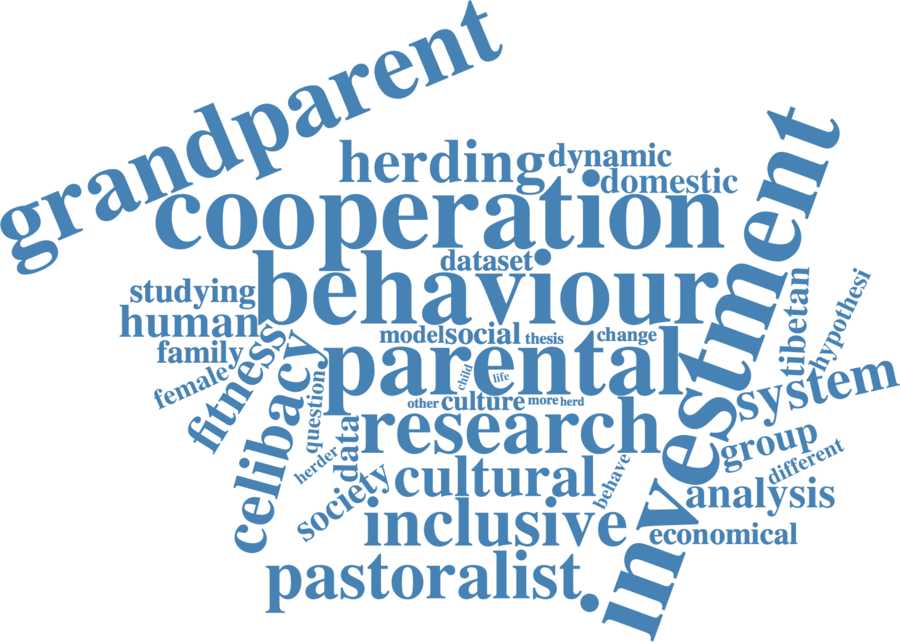 grandparent
herding
dynamic
domestic
cooperation
investment
dataset
behaviour
studying
tibetan
hypothesi
human
model
social
thesis
change
family
parental
child
life
female
fitness
celibacy
question
other
culture
more
herd
system
research
group
data
herder
different
society
cultural
behave
analysis
inclusive
economical
pastoralist